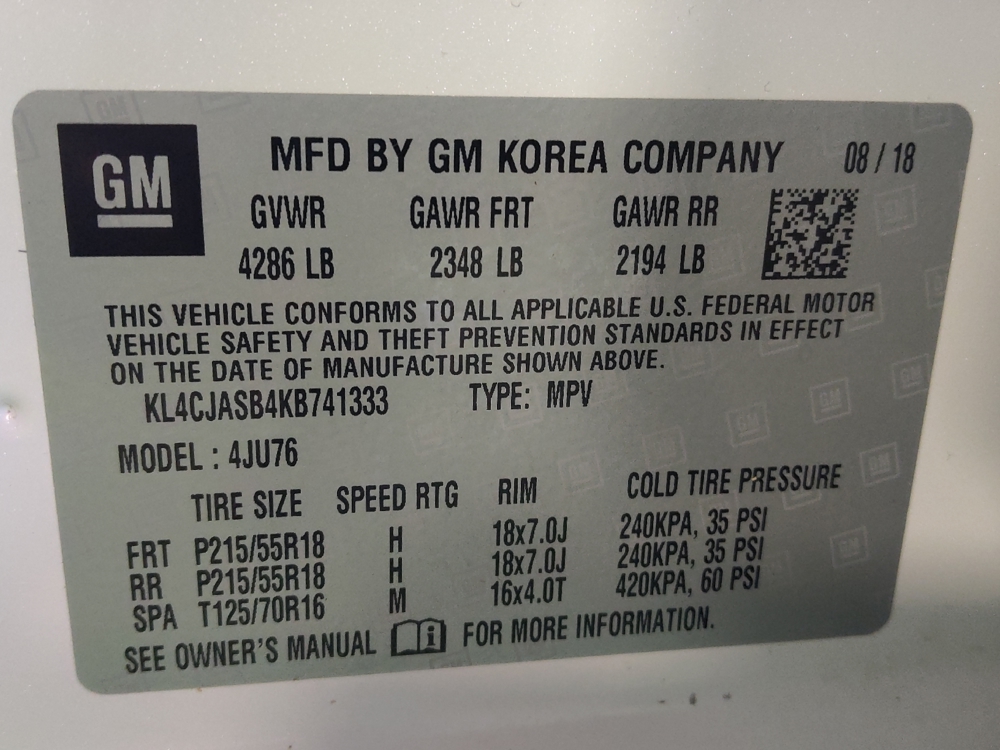 GM
MFD BY GM KOREA COMPANY 08 / 18
GVWR GAWR FRT GAWR RR
4286 LB 2348 LB 2194 LB
THIS VEHICLE CONFORMS TO ALL APPLICABLE U.S. FEDERAL MOTOR
VEHICLE SAFETY AND THEFT PREVENTION STANDARDS IN EFFECT
ON THE DATE OF MANUFACTURE SHOWN ABOVE.
KL4CJASB4KB741333 TYPE: MPV
MODEL : 4JU76
TIRE SIZE SPEED RTG RIM COLD TIRE PRESSURE
FRT P215/55R18 H 18x7.0J 240KPA, 35 PSI
RR P215/55R18 H 18x7.0J 240KPA, 35 PSI
SPA T125/70R16 M 16x4.0T 420KPA, 60 PSI
SEE OWNER'S MANUAL i FOR MORE INFORMATION.